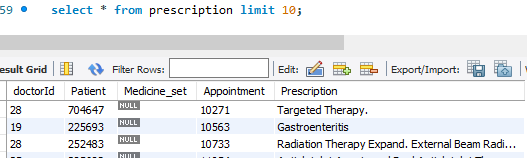 59 select * from prescription limit 10;
esult Grid Filter Rows: Edit: Export/Import:
doctorId Patient Medicine_set Appointment Prescription
28 704647 NULL 10271 Targeted Therapy.
19 225693 NULL 10563 Gastroenteritis
28 252483 NULL 10733 Radiation Therapy Expand. External Beam Radi...